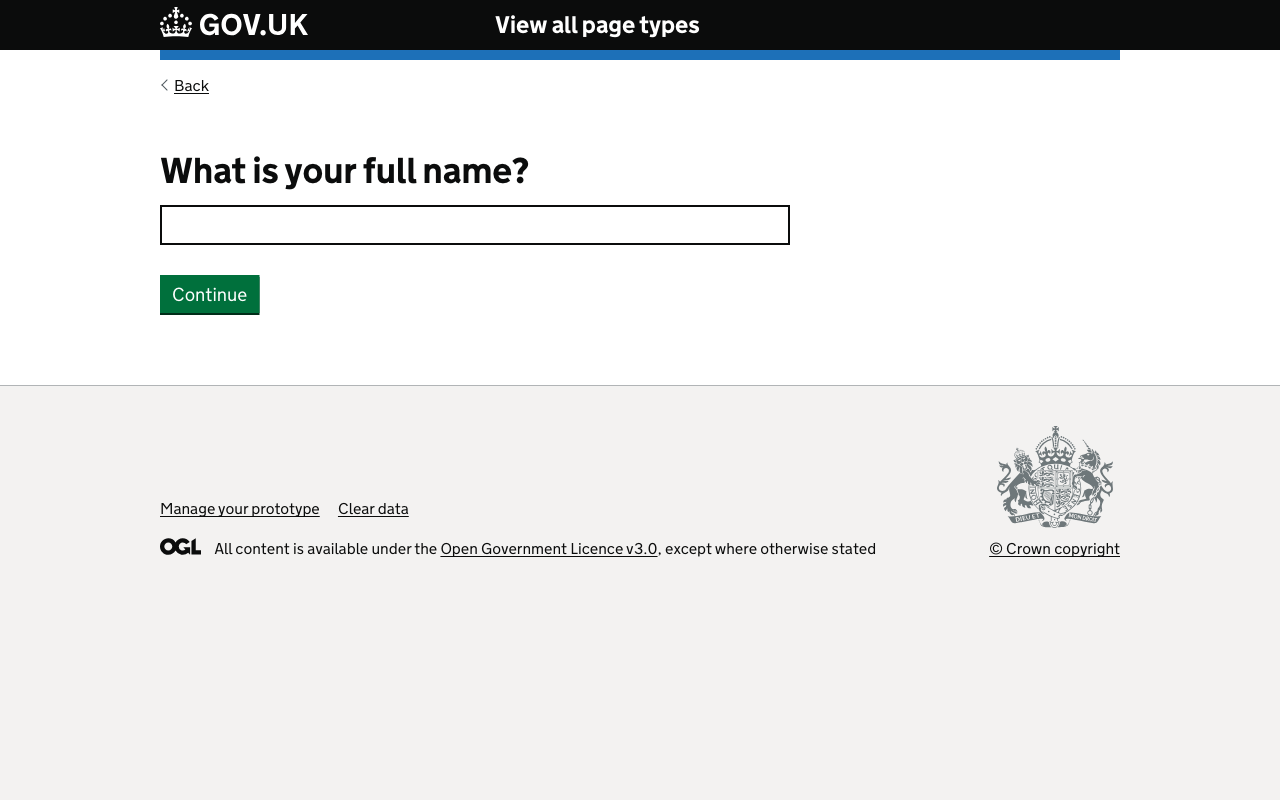 GOV.UK
View all page types
Back
What is your full name?
Continue
Manage your prototype
Clear data
OGL
All content is available under the Open Government Licence v3.0, except where otherwise stated
© Crown copyright